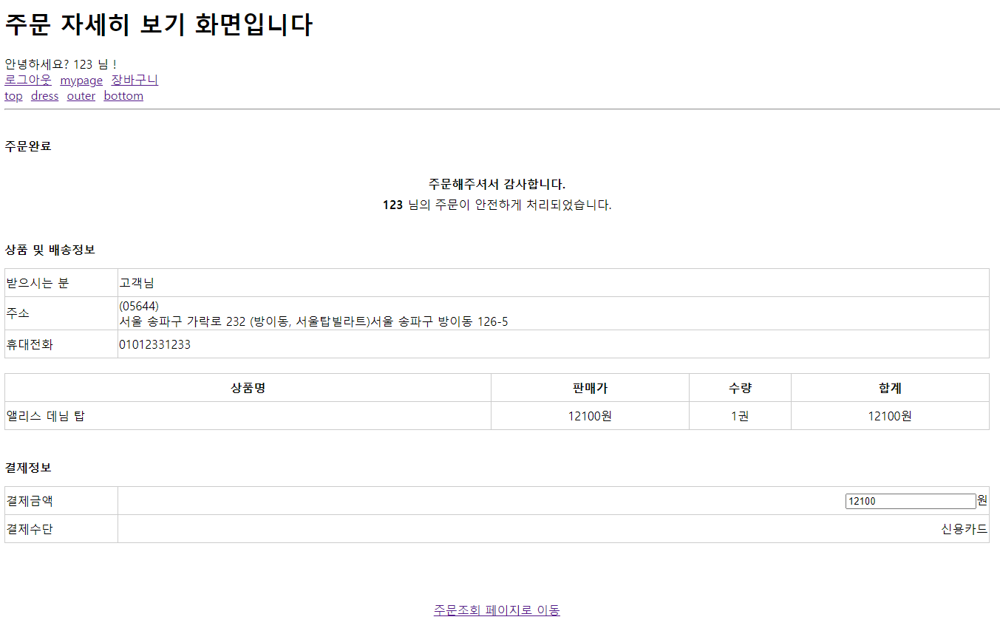 주문 자세히 보기 화면입니다
안녕하세요? 123 님 !
로그아웃 mypage 장바구니
top dress outer bottom
주문완료
주문해주셔서 감사합니다.
123 님의 주문이 안전하게 처리되었습니다.
상품 및 배송정보
받으시는 분 고객님
주소 (05644)
서울 송파구 가락로 232 (방이동, 서울탑빌라트)서울 송파구 방이동 126-5
휴대전화 01012331233
상품명 판매가 수량 합계
앨리스 데님 탑 12100원 1권 12100원
결제정보
결제금액 12100원
결제수단 신용카드
주문조회 페이지로 이동